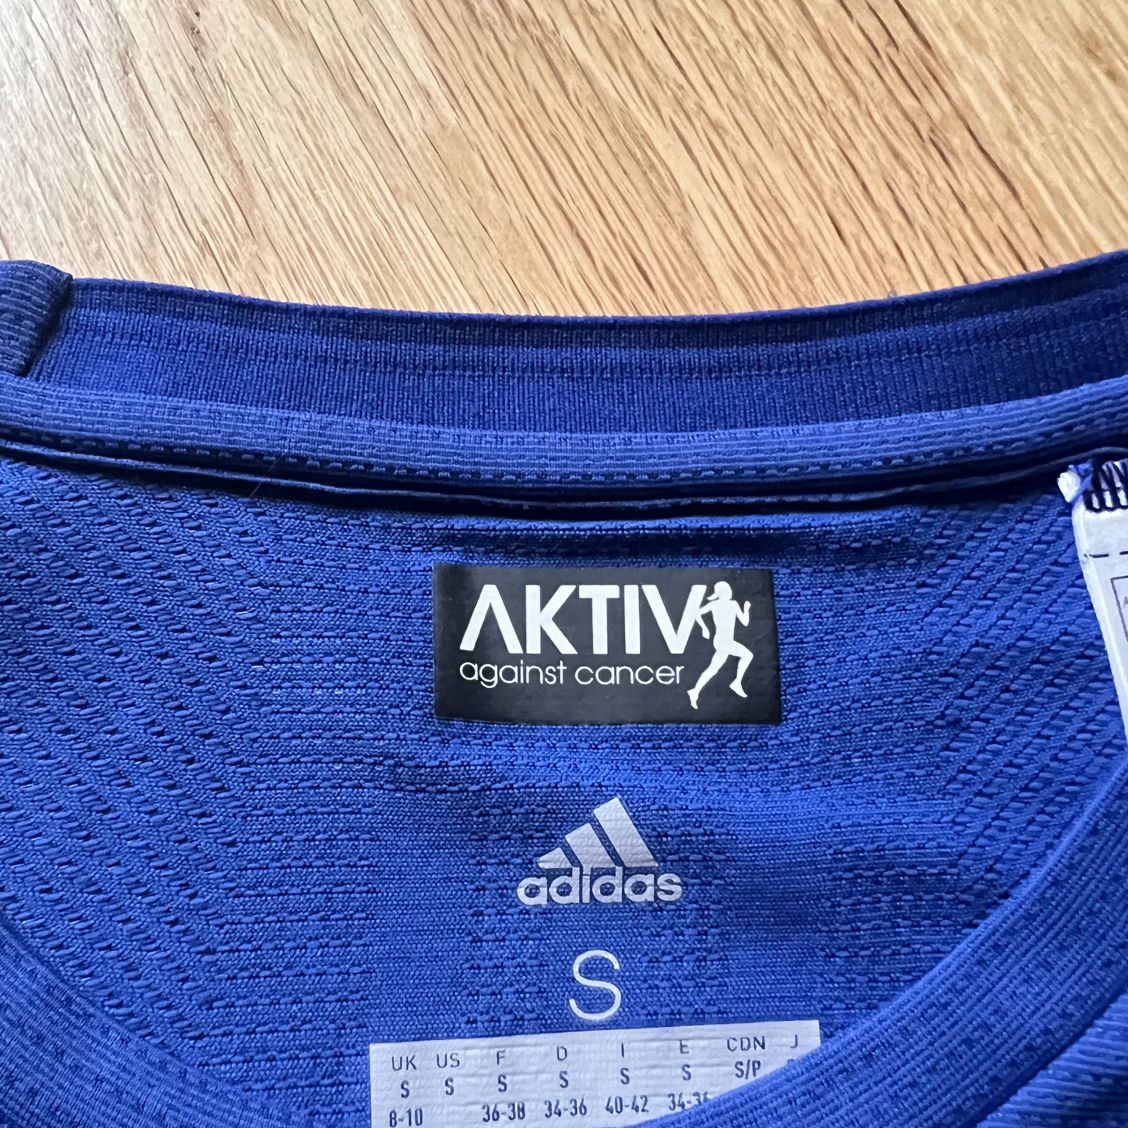 AKTIV
against cancer
adidas
S
UK US F D I E CDN J
S S S S S S S/P
8-10 36-38 34-36 40-42